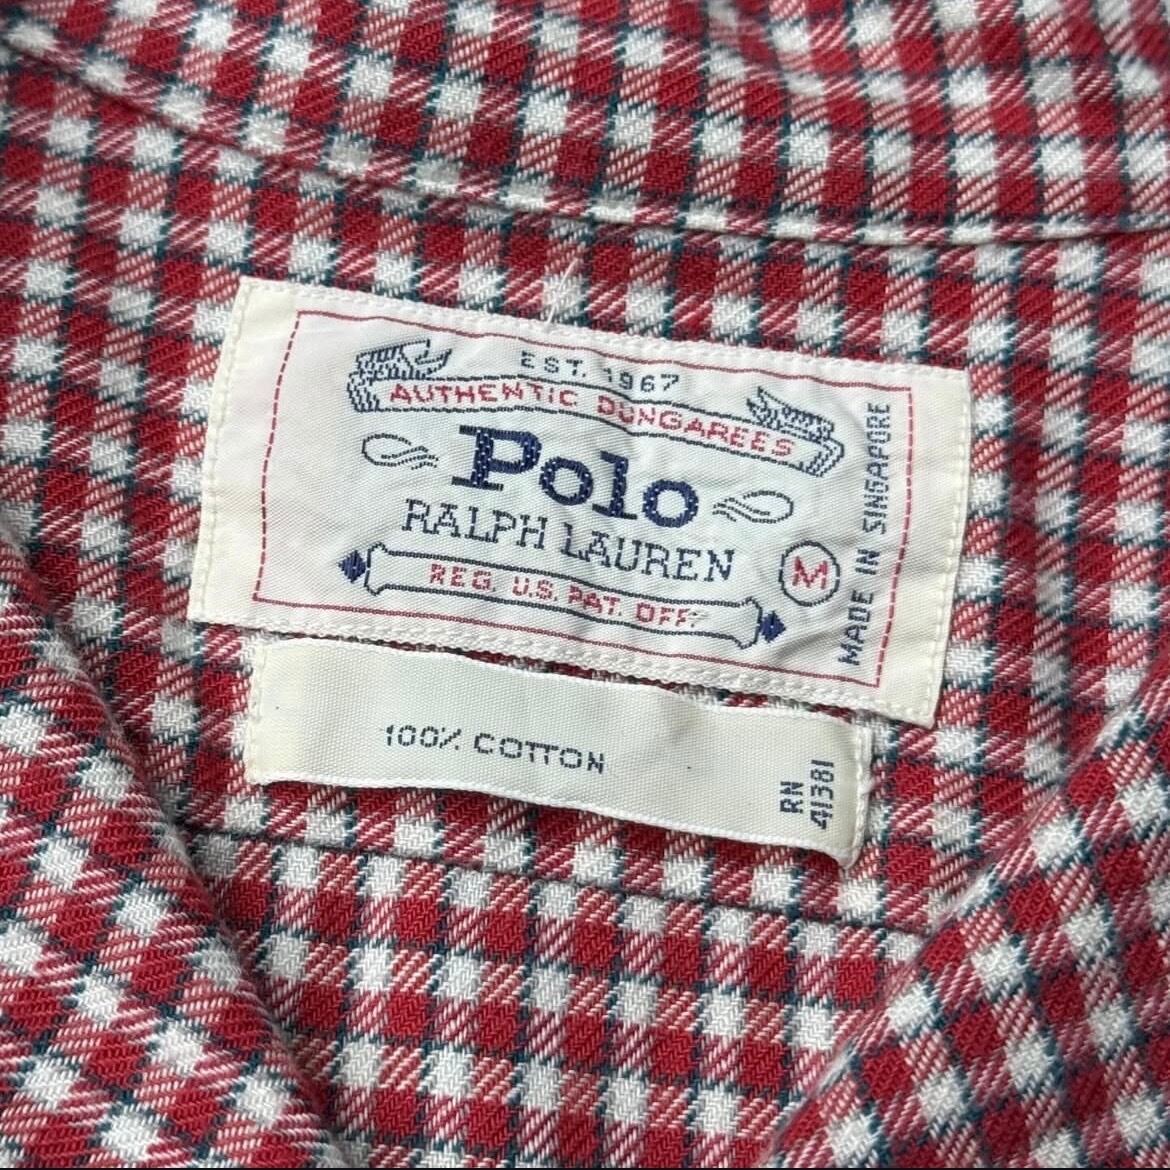 EST. 1967
AUTHENTIC DUNGAREES
Polo
RALPH LAUREN
REG. U.S. PAT. OFF.
M
MADE IN SINGAPORE
100% COTTON
RN
41381